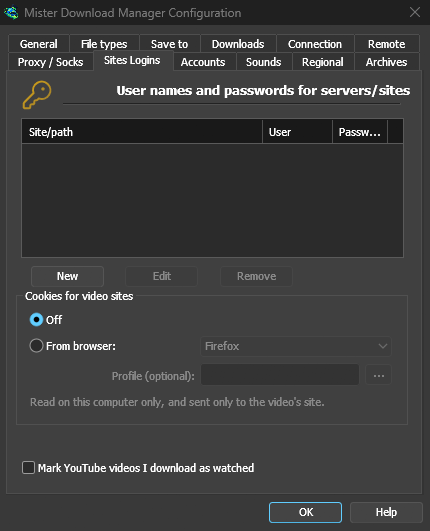 Mister Download Manager Configuration
General File types Save to Downloads Connection Remote
Proxy / Socks Sites Logins Accounts Sounds Regional Archives
User names and passwords for servers/sites
Site/path User Passw...
New Edit Remove
Cookies for video sites
Off
From browser: Firefox
Profile (optional): ...
Read on this computer only, and sent only to the video's site.
Mark YouTube videos I download as watched
OK Help